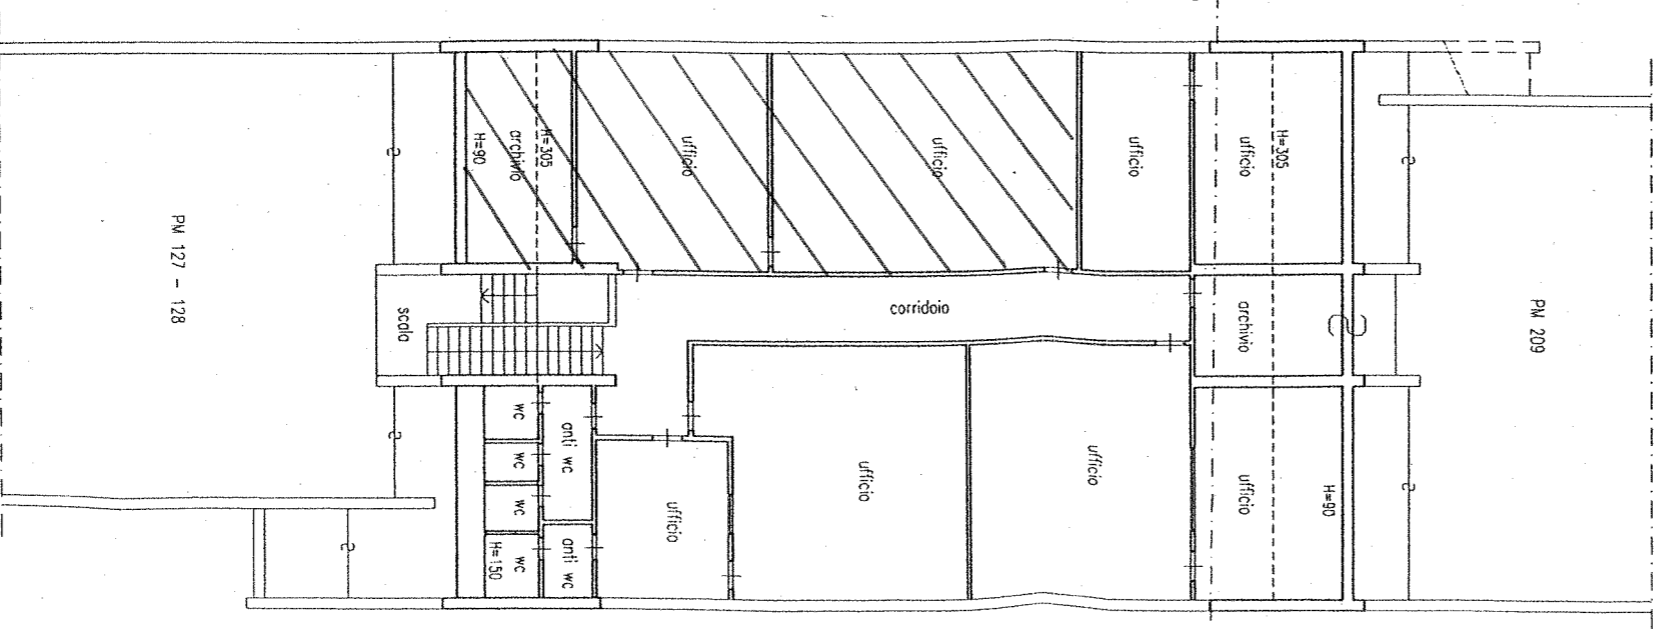 H=90
archivio
H=305
ufficio
ufficio
ufficio
ufficio
H=305
PM 127 - 128
scala
corridoio
archivio
PM 209
wc
wc
wc
wc
H=150
anti wc
anti wc
ufficio
ufficio
ufficio
ufficio
H=90